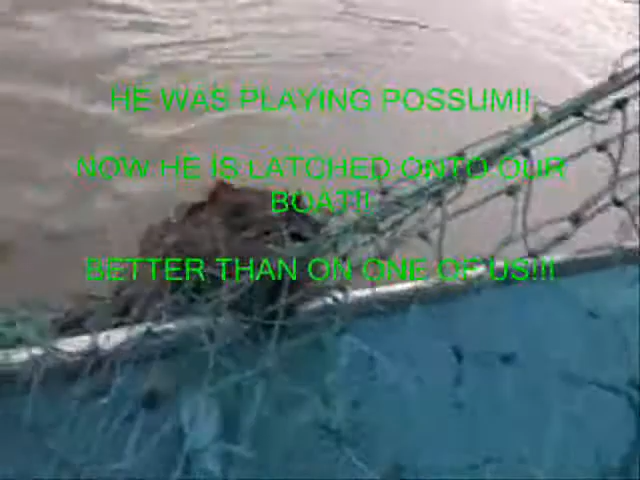 HE WAS PLAYING POSSUM!!
NOW HE IS LATCHED ONTO OUR
BOAT!!
BETTER THAN ON ONE OF US!!!